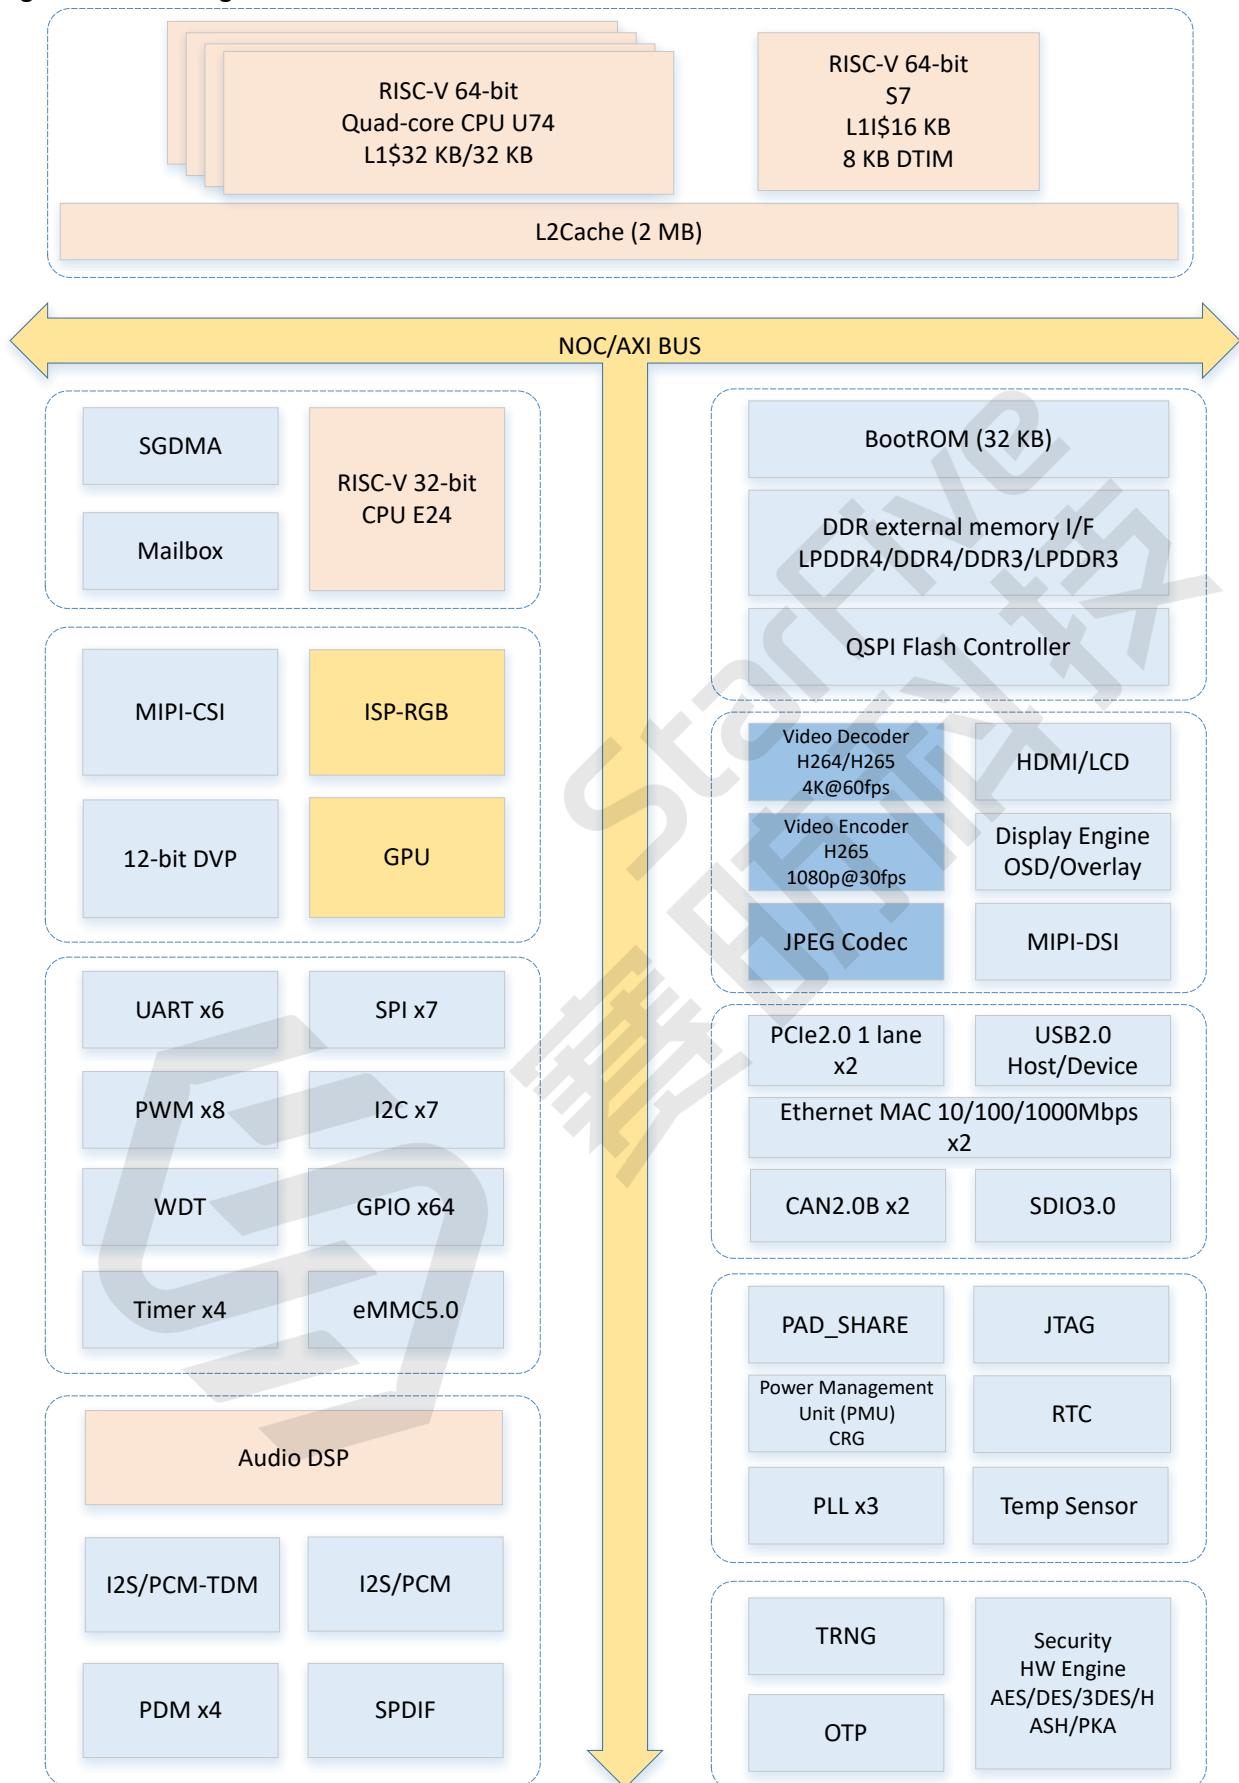 RISC-V 64-bit
Quad-core CPU U74
L1$32 KB/32 KB
RISC-V 64-bit
S7
L1I$16 KB
8 KB DTIM
L2Cache (2 MB)
NOC/AXI BUS
SGDMA
Mailbox
RISC-V 32-bit
CPU E24
MIPI-CSI
ISP-RGB
12-bit DVP
GPU
UART x6
SPI x7
PWM x8
I2C x7
WDT
GPIO x64
Timer x4
eMMC5.0
Audio DSP
I2S/PCM-TDM
I2S/PCM
PDM x4
SPDIF
BootROM (32 KB)
DDR external memory I/F
LPDDR4/DDR4/DDR3/LPDDR3
QSPI Flash Controller
Video Decoder
H264/H265
4K@60fps
HDMI/LCD
Video Encoder
H265
1080p@30fps
Display Engine
OSD/Overlay
JPEG Codec
MIPI-DSI
PCIe2.0 1 lane
x2
USB2.0
Host/Device
Ethernet MAC 10/100/1000Mbps
x2
CAN2.0B x2
SDIO3.0
PAD_SHARE
JTAG
Power Management
Unit (PMU)
CRG
RTC
PLL x3
Temp Sensor
TRNG
OTP
Security
HW Engine
AES/DES/3DES/H
ASH/PKA
StarFive
赛昉科技